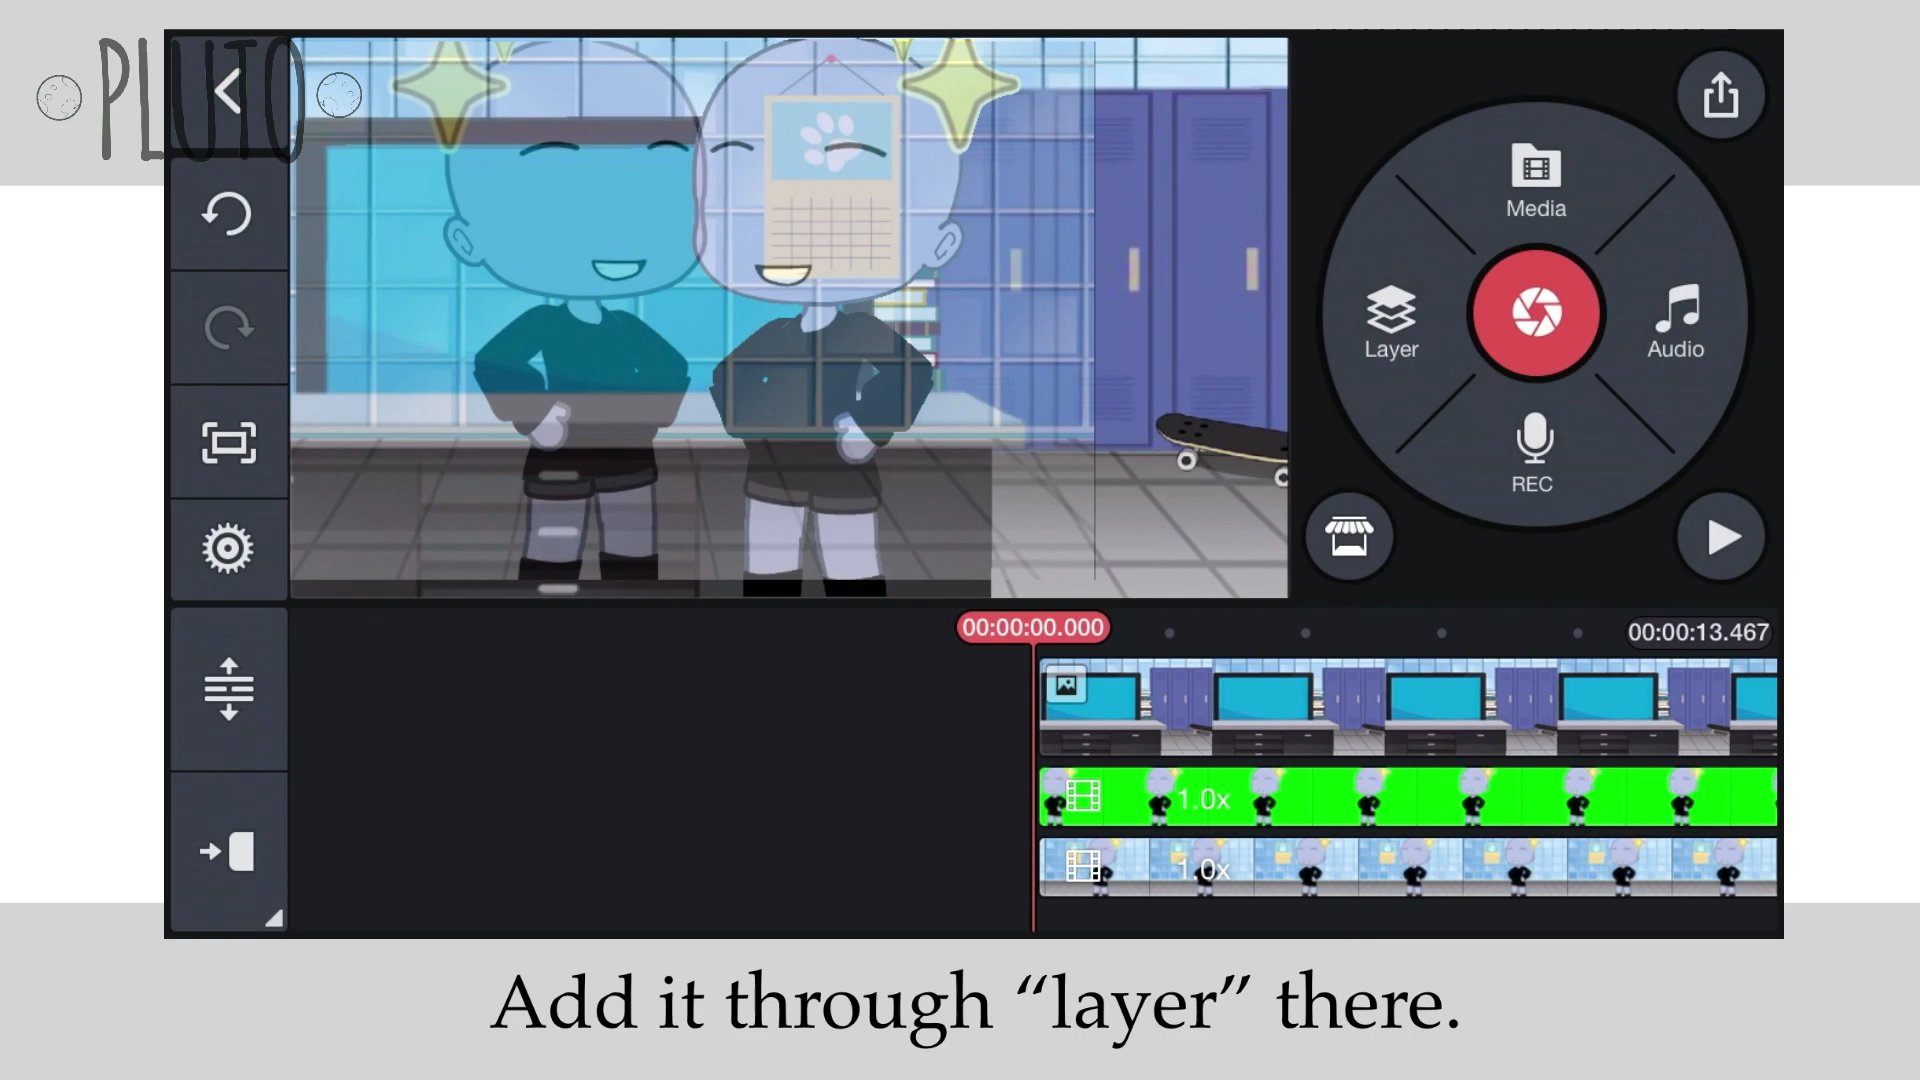 PLUTO
Media
Layer
Audio
REC
00:00:00.000
00:00:13.467
1.0x
1.0x
Add it through “layer” there.